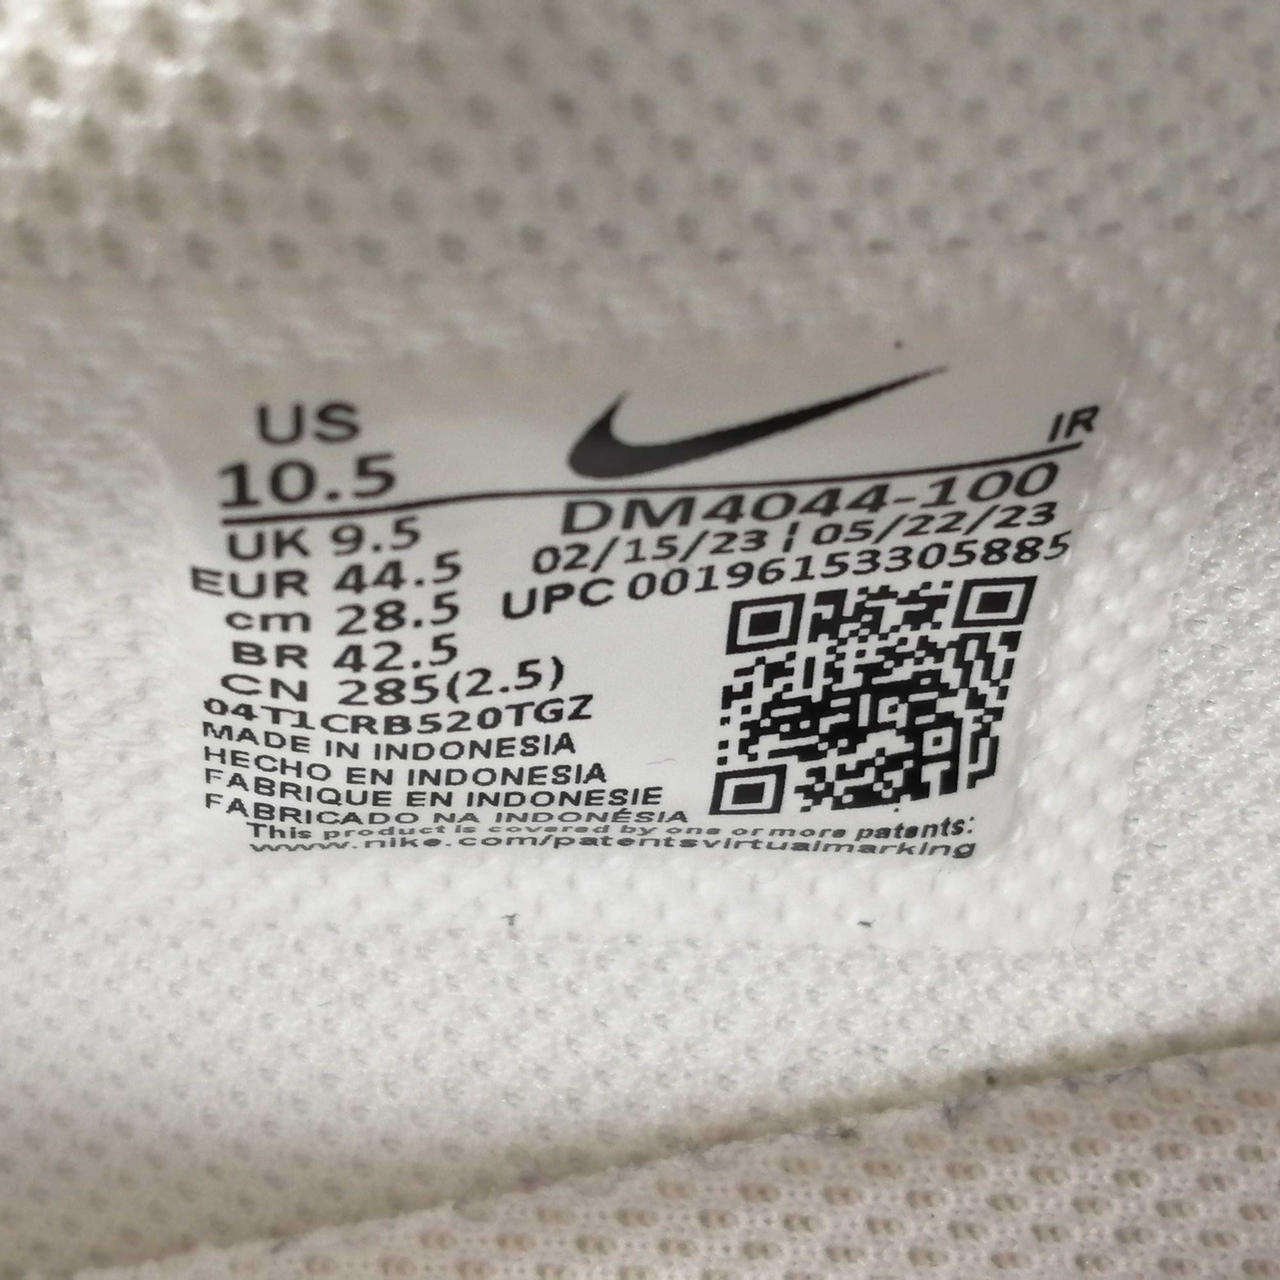 US
10.5
IR
UK 9.5
DM4044-100
EUR 44.5
02/15/23 ¦ 05/22/23
cm 28.5
UPC 00196153305885
BR 42.5
CN 285(2.5)
04T1CRB520TGZ
MADE IN INDONESIA
HECHO EN INDONESIA
FABRIQUE EN INDONESIE
FABRICADO NA INDONÉSIA
This product is covered by one or more patents:
www.nike.com/patentsvirtualmarking